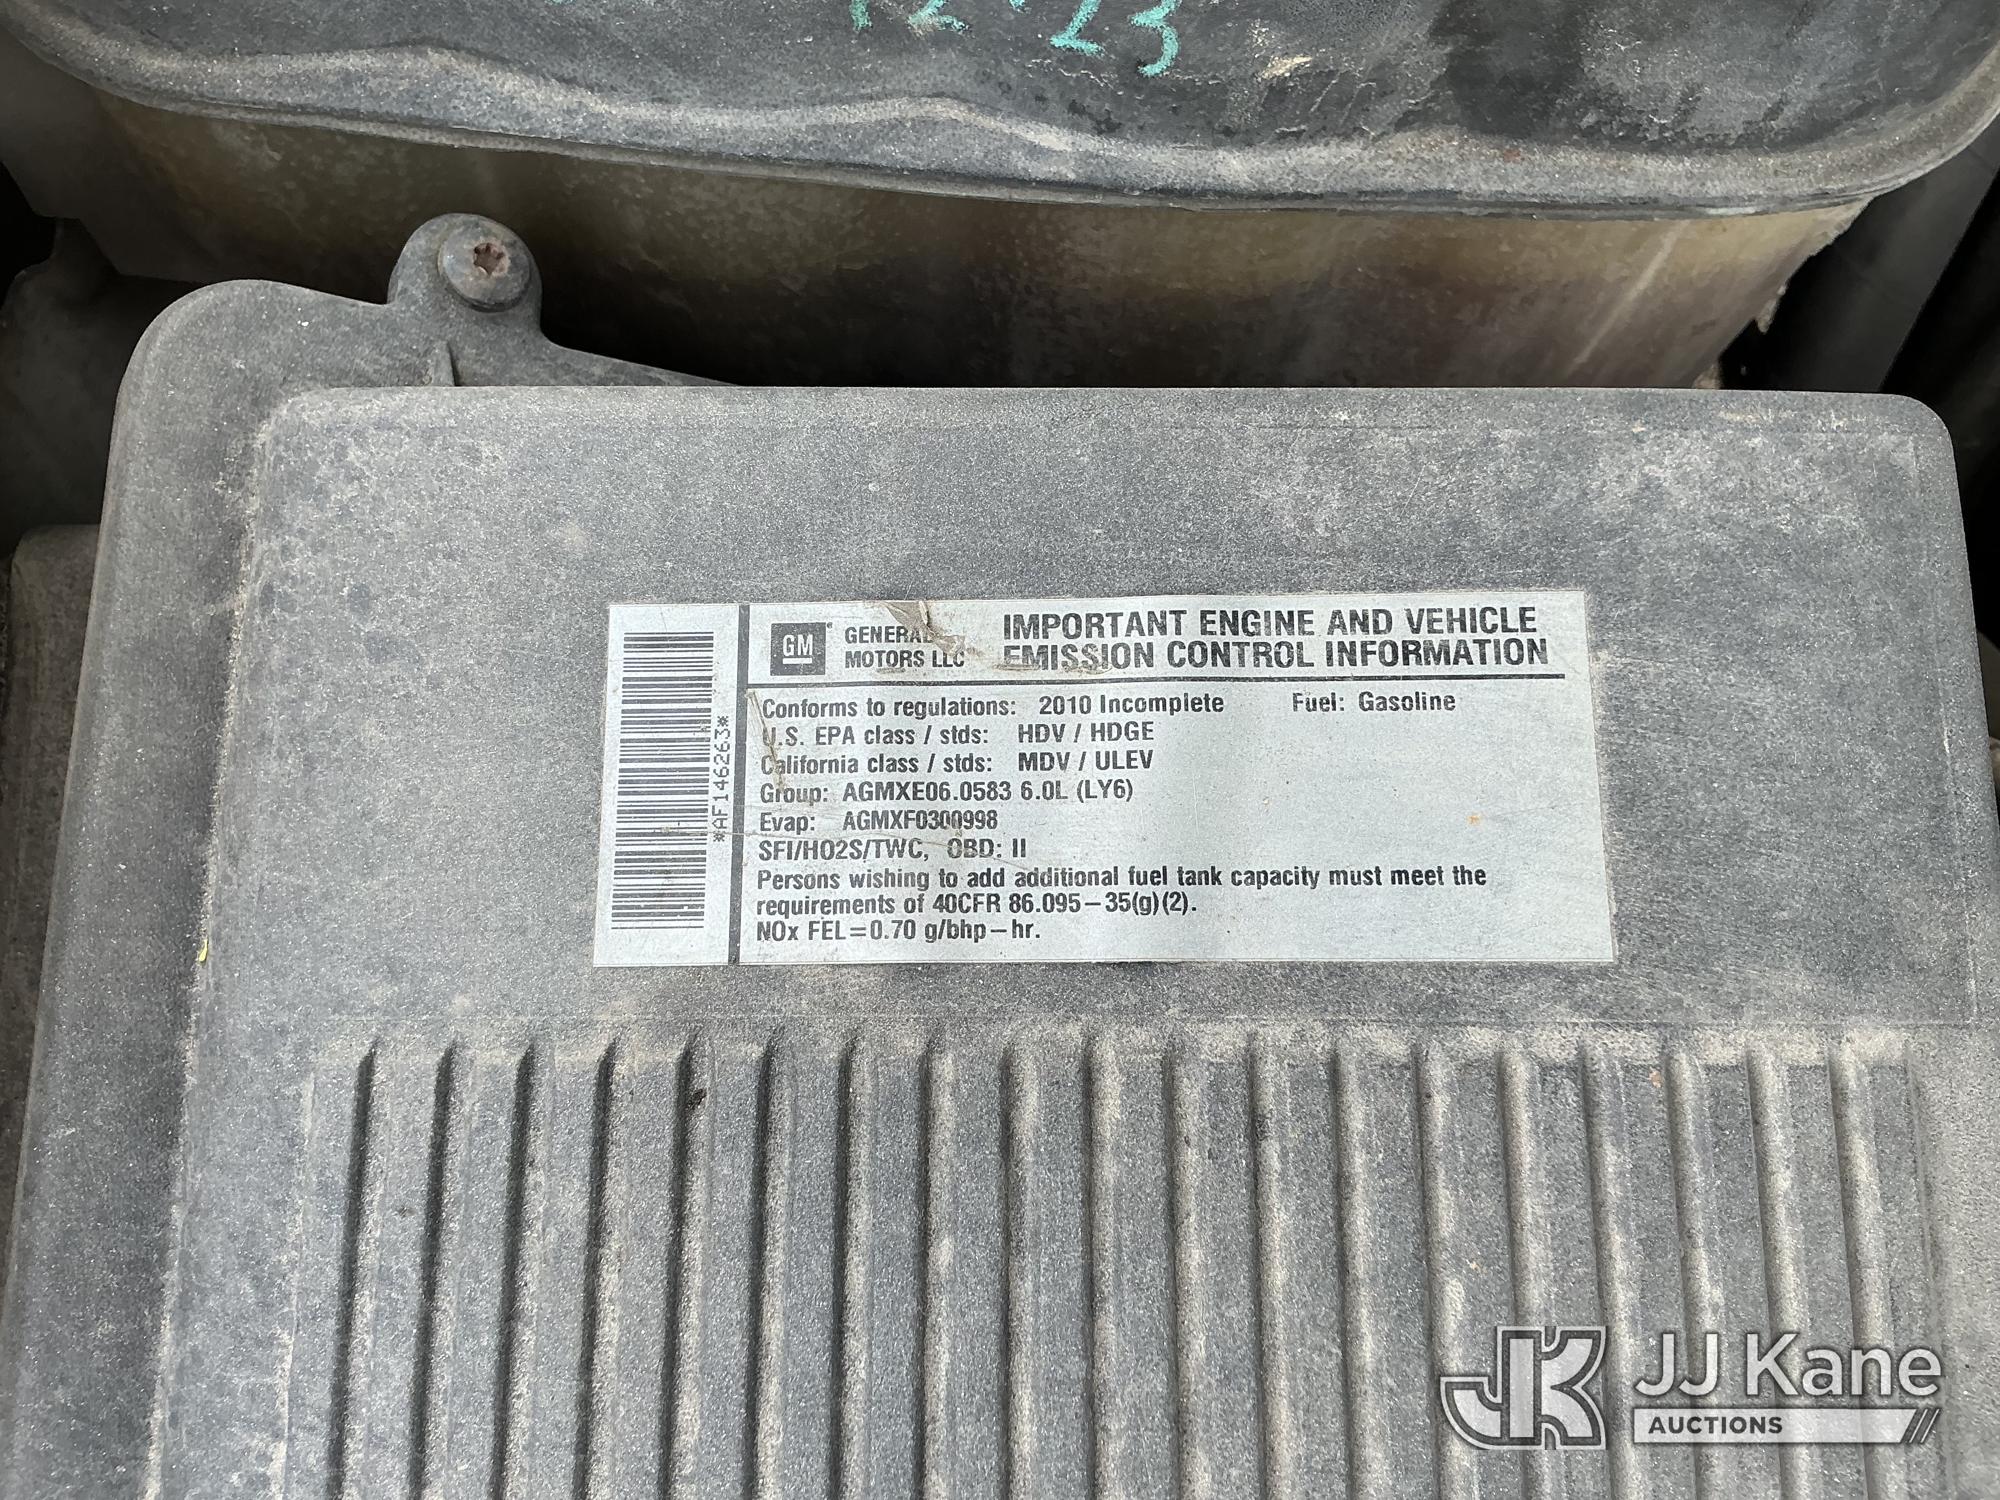 12-23
GM
GENERAL
MOTORS LLC
IMPORTANT ENGINE AND VEHICLE
EMISSION CONTROL INFORMATION
Conforms to regulations: 2010 Incomplete Fuel: Gasoline
U.S. EPA class / stds: HDV / HDGE
California class / stds: MDV / ULEV
Group: AGMXE06.0583 6.0L (LY6)
Evap: AGMXF0300998
SFI/HO2S/TWC, OBD: II
Persons wishing to add additional fuel tank capacity must meet the
requirements of 40CFR 86.095-35(g)(2).
NOx FEL=0.70 g/bhp-hr.
*AF146263*
JK
JJ Kane
AUCTIONS